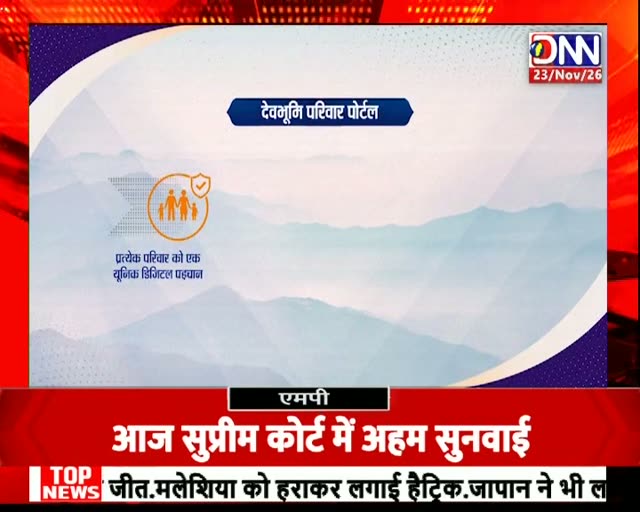 DNN
23/Nov/26
देवभूमि परिवार पोर्टल
प्रत्येक परिवार को एक
यूनिक डिजिटल पहचान
एमपी
आज सुप्रीम कोर्ट में अहम सुनवाई
TOP
NEWS
जीत.मलेशिया को हराकर लगाई हैट्रिक.जापान ने भी